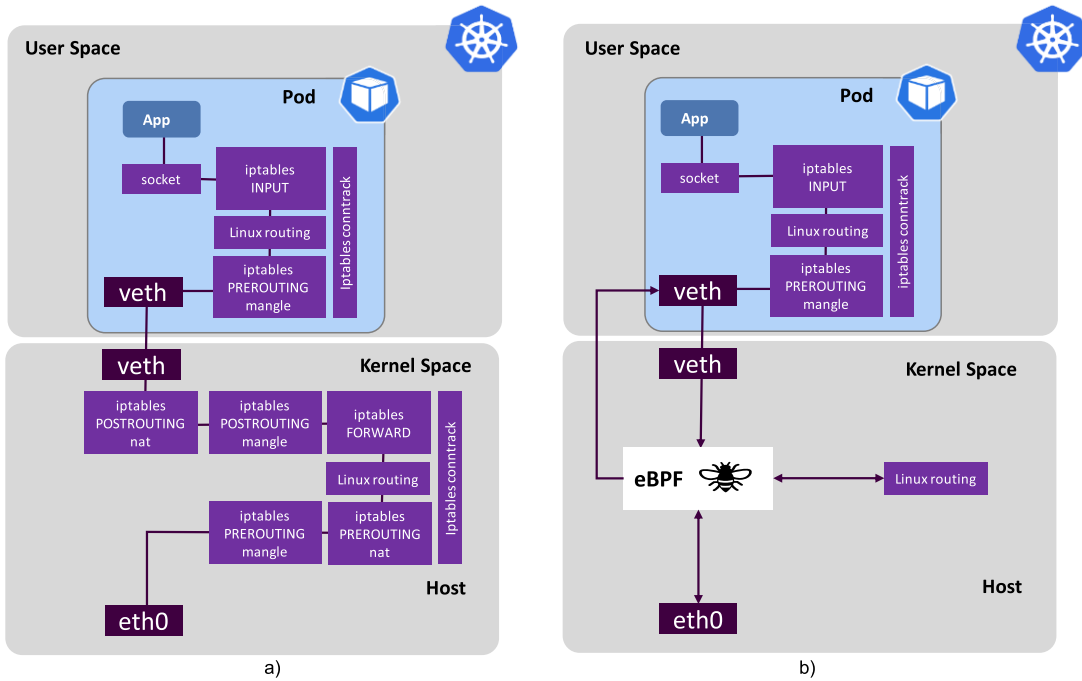 User Space
Pod
App
socket
iptables
INPUT
Linux routing
iptables
PREROUTING
mangle
Iptables conntrack
veth
veth
Kernel Space
iptables
POSTROUTING
nat
iptables
POSTROUTING
mangle
iptables
FORWARD
Linux routing
iptables
PREROUTING
mangle
iptables
PREROUTING
nat
Iptables conntrack
Host
eth0
a)
User Space
Pod
App
socket
iptables
INPUT
Linux routing
iptables
PREROUTING
mangle
iptables conntrack
veth
veth
Kernel Space
eBPF
Linux routing
Host
eth0
b)